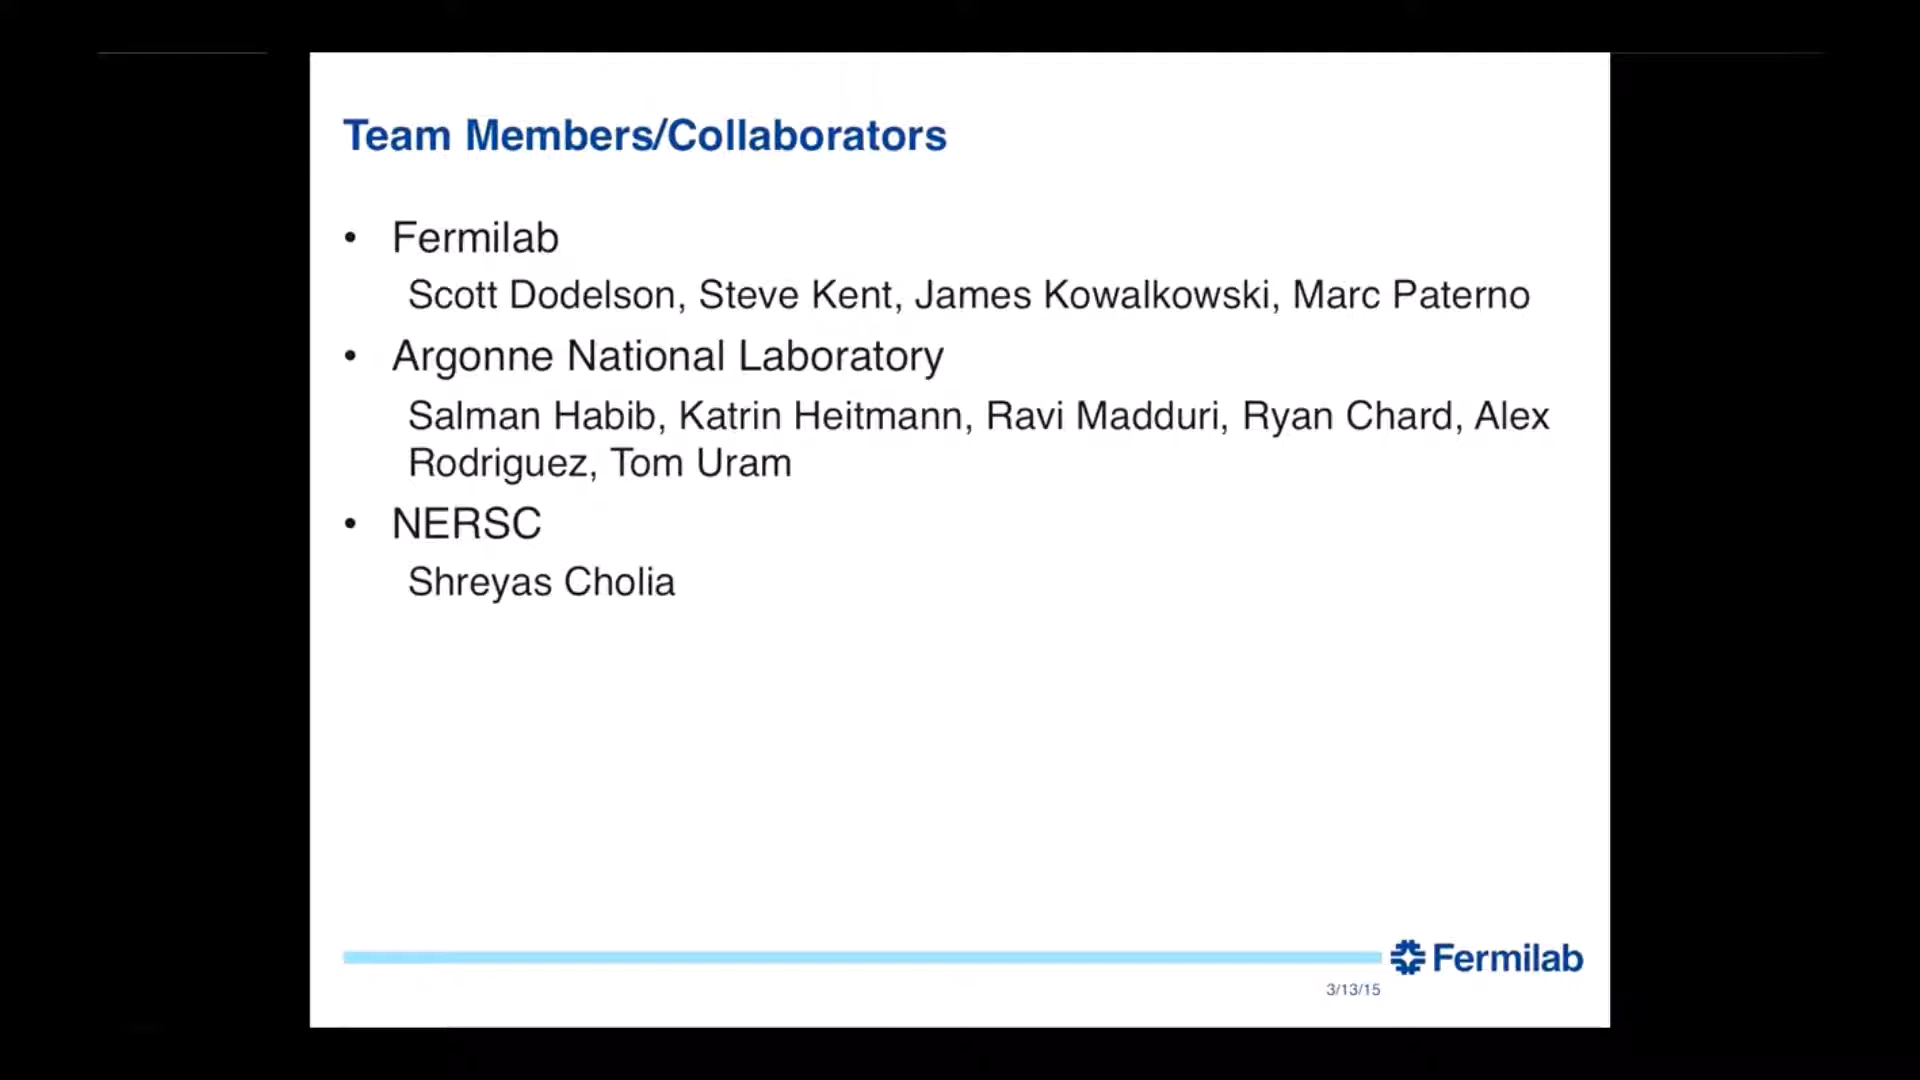 Team Members/Collaborators
• Fermilab
Scott Dodelson, Steve Kent, James Kowalkowski, Marc Paterno
• Argonne National Laboratory
Salman Habib, Katrin Heitmann, Ravi Madduri, Ryan Chard, Alex
Rodriguez, Tom Uram
• NERSC
Shreyas Cholia
Fermilab
3/13/15